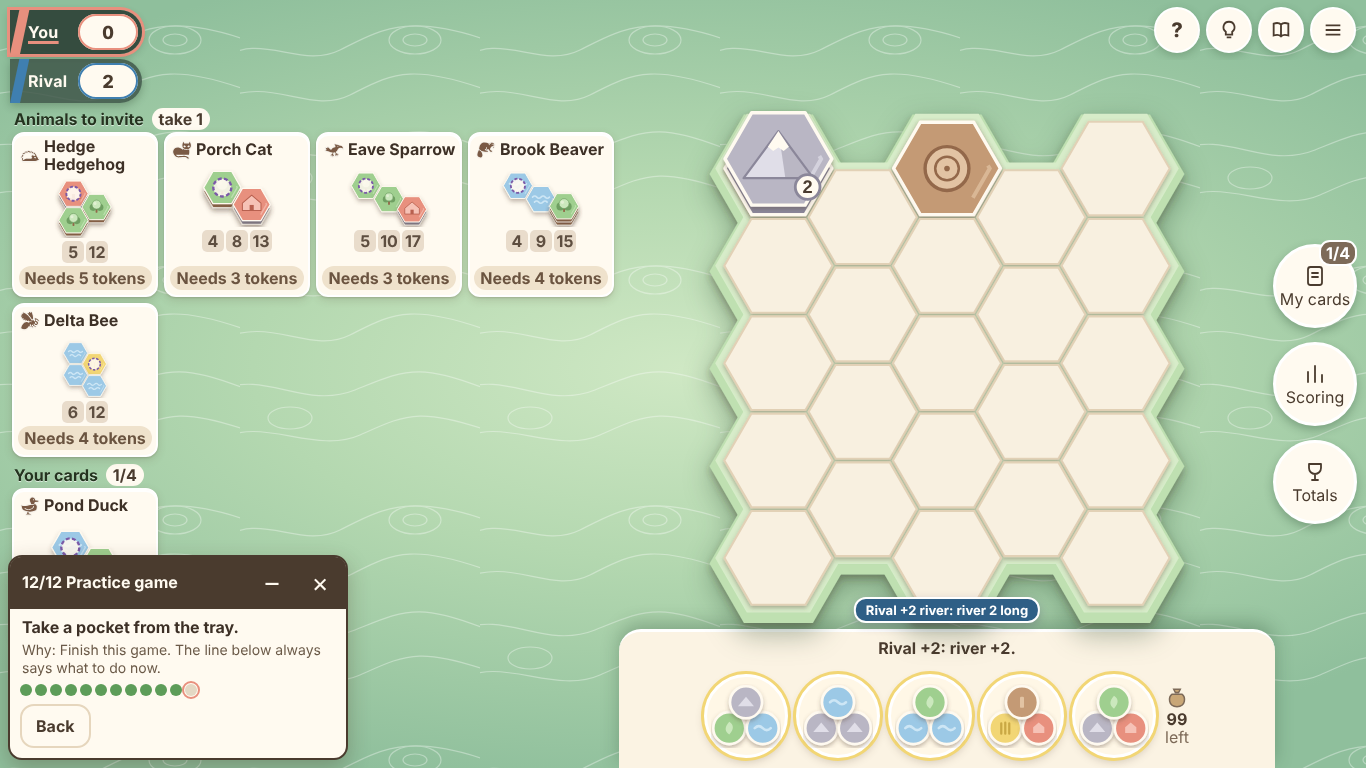 You 0
Rival 2
?
Animals to invite take 1
Hedge
Hedgehog
5 12
Needs 5 tokens
Porch Cat
4 8 13
Needs 3 tokens
Eave Sparrow
5 10 17
Needs 3 tokens
Brook Beaver
4 9 15
Needs 4 tokens
Delta Bee
6 12
Needs 4 tokens
Your cards 1/4
Pond Duck
2
1/4
My cards
Scoring
Totals
12/12 Practice game
Take a pocket from the tray.
Why: Finish this game. The line below always
says what to do now.
Back
Rival +2 river: river 2 long
Rival +2: river +2.
99
left